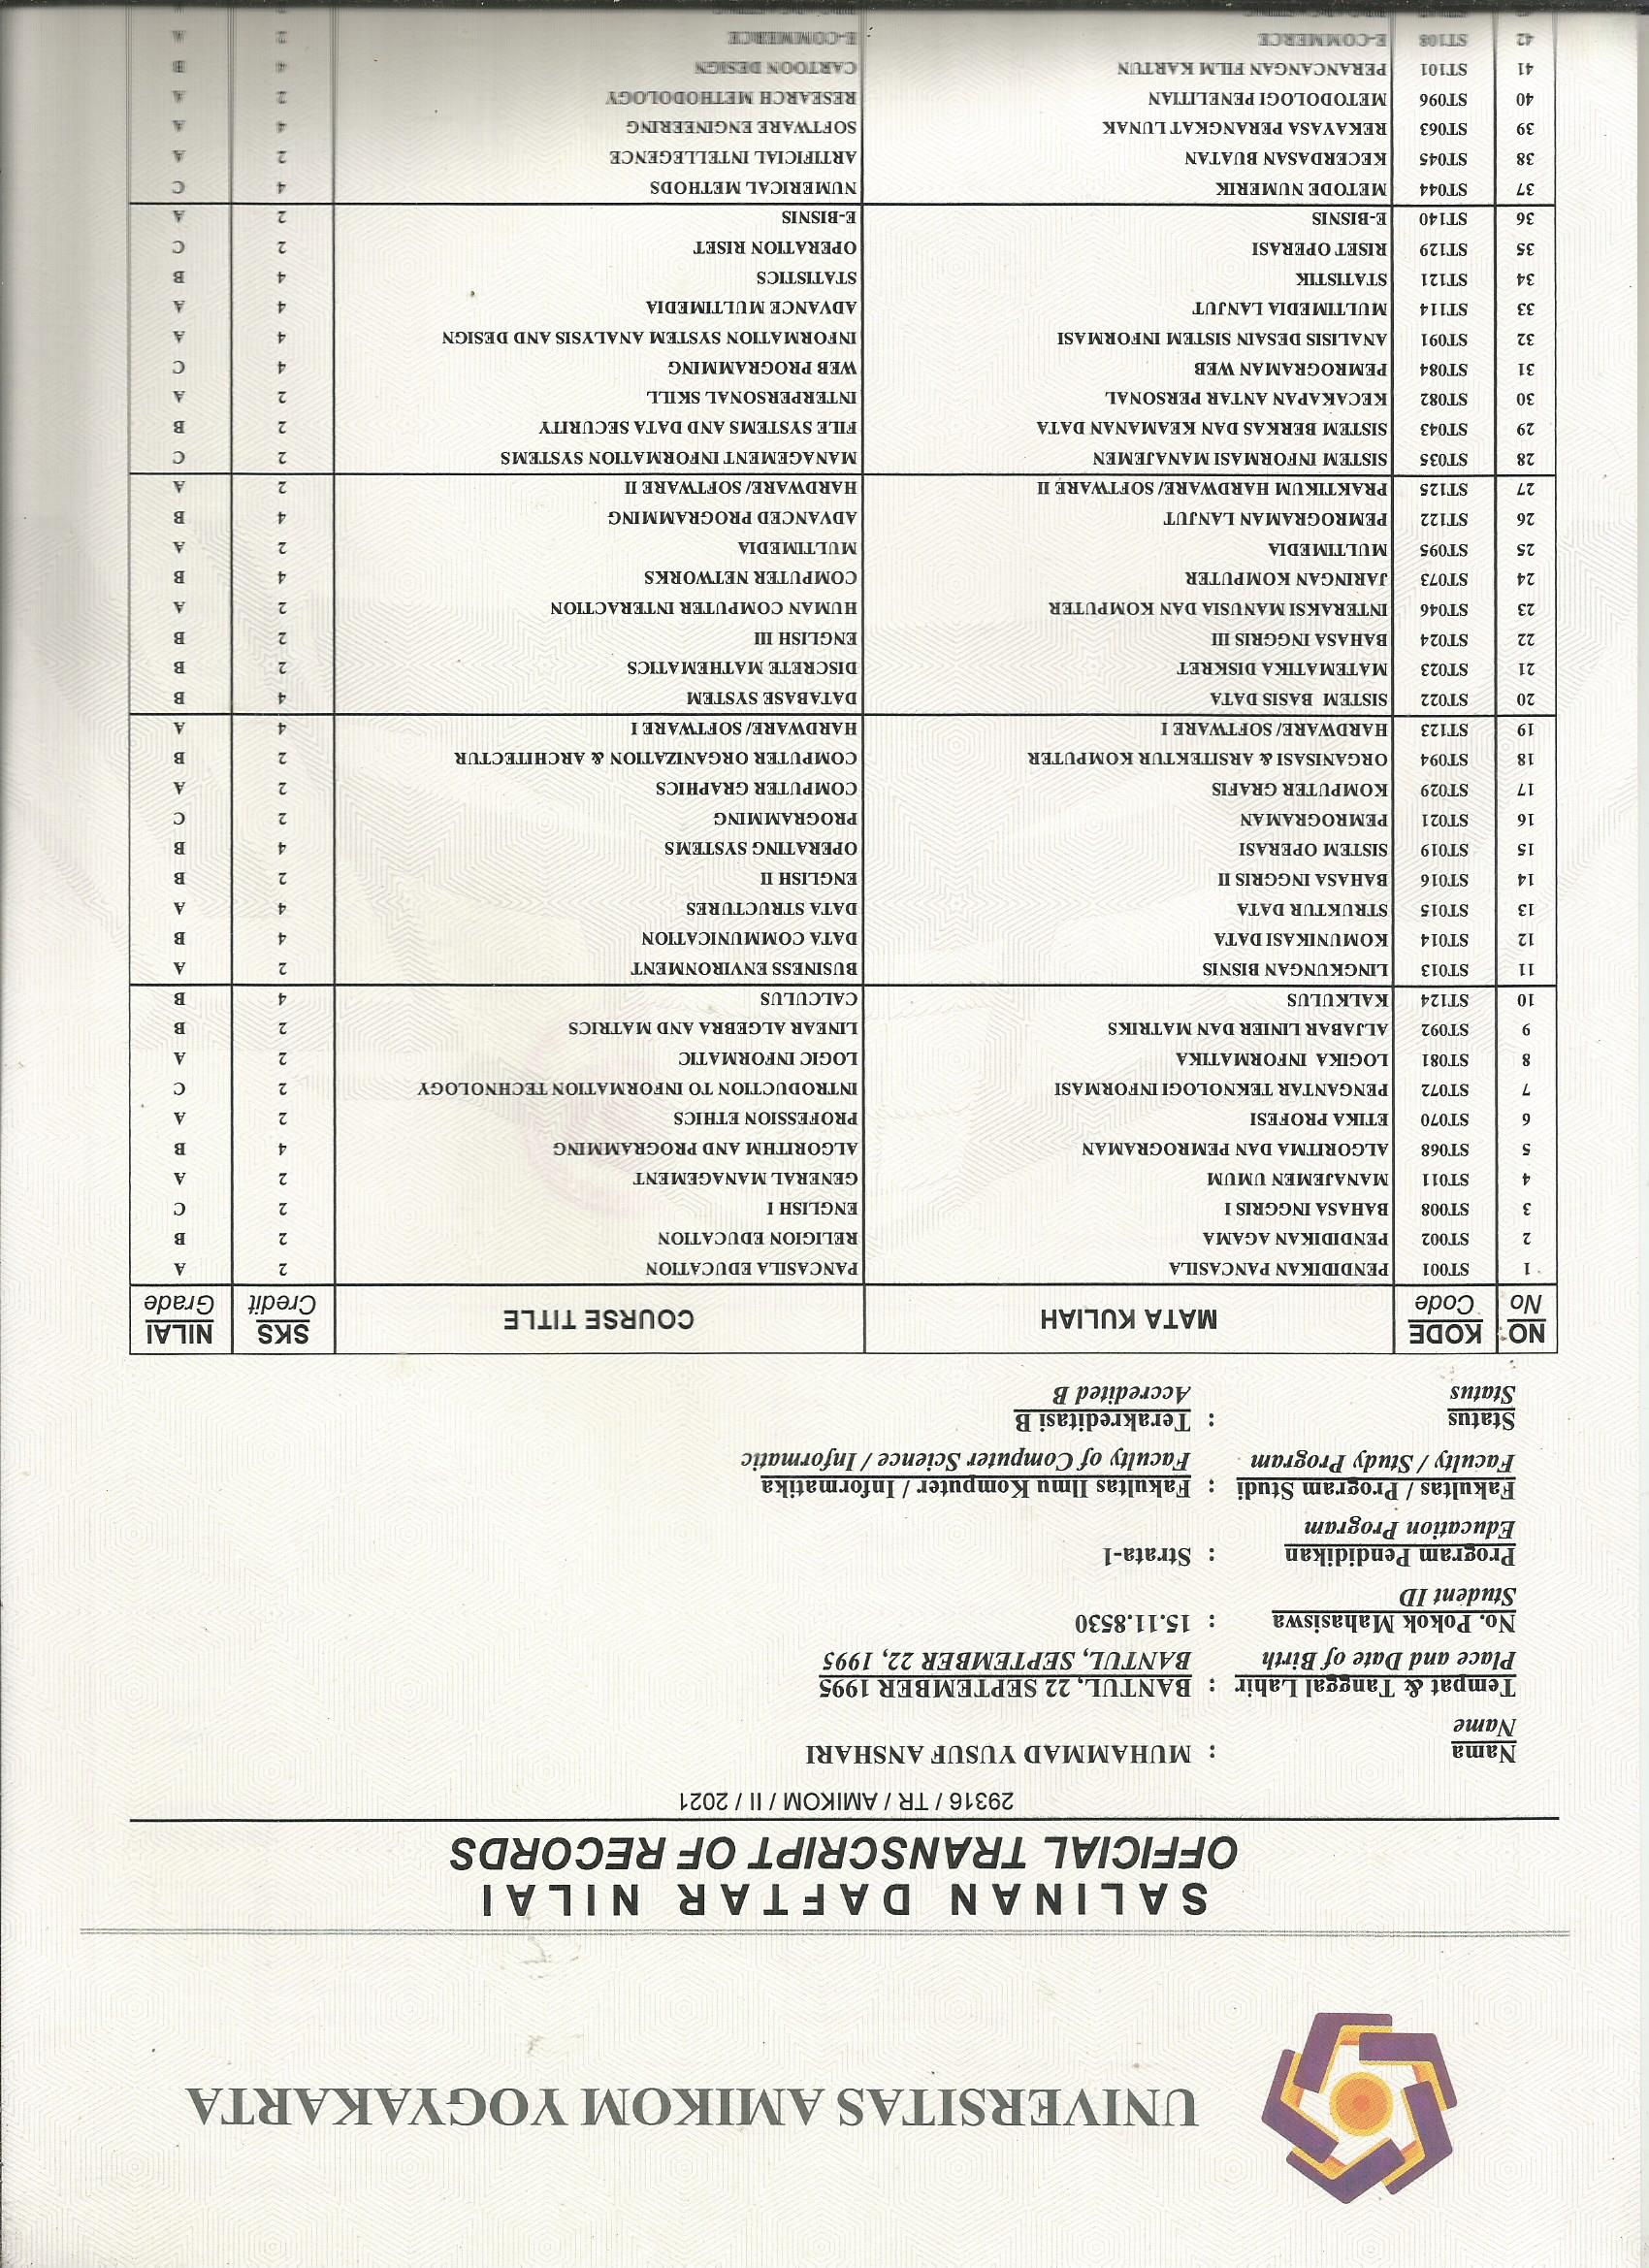 UNIVERSITAS AMIKOM YOGYAKARTA
SALINAN DAFTAR NILAI
OFFICIAL TRANSCRIPT OF RECORDS
29316 / TR / AMIKOM / II / 2021
Nama : MUHAMMAD YUSUF ANSHARI
Name
Tempat & Tanggal Lahir : BANTUL, 22 SEPTEMBER 1995
Place and Date of Birth BANTUL, SEPTEMBER 22, 1995
No. Pokok Mahasiswa : 15.11.8530
Student ID
Program Pendidikan : Strata-1
Education Program
Fakultas / Program Studi : Fakultas Ilmu Komputer / Informatika
Faculty / Study Program Faculty of Computer Science / Informatic
Status : Terakreditasi B
Status Accredited B
NO KODE MATA KULIAH COURSE TITLE SKS NILAI
No Code Credit Grade
1 ST001 PENDIDIKAN PANCASILA PANCASILA EDUCATION 2 A
2 ST002 PENDIDIKAN AGAMA RELIGION EDUCATION 2 B
3 ST008 BAHASA INGGRIS I ENGLISH I 2 C
4 ST011 MANAJEMEN UMUM GENERAL MANAGEMENT 2 A
5 ST068 ALGORITMA DAN PEMROGRAMAN ALGORITHM AND PROGRAMMING 4 B
6 ST070 ETIKA PROFESI PROFESSION ETHICS 2 A
7 ST072 PENGANTAR TEKNOLOGI INFORMASI INTRODUCTION TO INFORMATION TECHNOLOGY 2 C
8 ST081 LOGIKA INFORMATIKA LOGIC INFORMATIC 2 A
9 ST092 ALJABAR LINIER DAN MATRIKS LINEAR ALGEBRA AND MATRICS 2 B
10 ST124 KALKULUS CALCULUS 4 B
11 ST013 LINGKUNGAN BISNIS BUSINESS ENVIRONMENT 2 A
12 ST014 KOMUNIKASI DATA DATA COMMUNICATION 4 B
13 ST015 STRUKTUR DATA DATA STRUCTURES 4 A
14 ST016 BAHASA INGGRIS II ENGLISH II 2 B
15 ST019 SISTEM OPERASI OPERATING SYSTEMS 4 B
16 ST021 PEMROGRAMAN PROGRAMMING 2 C
17 ST029 KOMPUTER GRAFIS COMPUTER GRAPHICS 2 A
18 ST094 ORGANISASI & ARSITEKTUR KOMPUTER COMPUTER ORGANIZATION & ARCHITECTUR 2 B
19 ST123 HARDWARE/ SOFTWARE I HARDWARE/ SOFTWARE I 4 A
20 ST022 SISTEM BASIS DATA DATABASE SYSTEM 4 B
21 ST023 MATEMATIKA DISKRET DISCRETE MATHEMATICS 2 B
22 ST024 BAHASA INGGRIS III ENGLISH III 2 B
23 ST046 INTERAKSI MANUSIA DAN KOMPUTER HUMAN COMPUTER INTERACTION 2 A
24 ST073 JARINGAN KOMPUTER COMPUTER NETWORKS 4 B
25 ST095 MULTIMEDIA MULTIMEDIA 2 A
26 ST122 PEMROGRAMAN LANJUT ADVANCED PROGRAMMING 4 B
27 ST125 PRAKTIKUM HARDWARE/ SOFTWARE II HARDWARE/ SOFTWARE II 2 A
28 ST035 SISTEM INFORMASI MANAJEMEN MANAGEMENT INFORMATION SYSTEMS 2 C
29 ST043 SISTEM BERKAS DAN KEAMANAN DATA FILE SYSTEMS AND DATA SECURITY 2 B
30 ST082 KECAKAPAN ANTAR PERSONAL INTERPERSONAL SKILL 2 A
31 ST084 PEMROGRAMAN WEB WEB PROGRAMMING 4 C
32 ST091 ANALISIS DESAIN SISTEM INFORMASI INFORMATION SYSTEM ANALYSIS AND DESIGN 4 A
33 ST114 MULTIMEDIA LANJUT ADVANCE MULTIMEDIA 4 A
34 ST121 STATISTIK STATISTICS 4 B
35 ST129 RISET OPERASI OPERATION RISET 2 C
36 ST140 E-BISNIS E-BISNIS 2 A
37 ST044 METODE NUMERIK NUMERICAL METHODS 4 C
38 ST045 KECERDASAN BUATAN ARTIFICIAL INTELLEGENCE 2 A
39 ST063 REKAYASA PERANGKAT LUNAK SOFTWARE ENGINEERING 4 A
40 ST096 METODOLOGI PENELITIAN RESEARCH METHODOLOGY 2 A
41 ST101 PERANCANGAN FILM KARTUN CARTOON DESIGN 4 B
42 ST108 E-COMMERCE E-COMMERCE 2 A